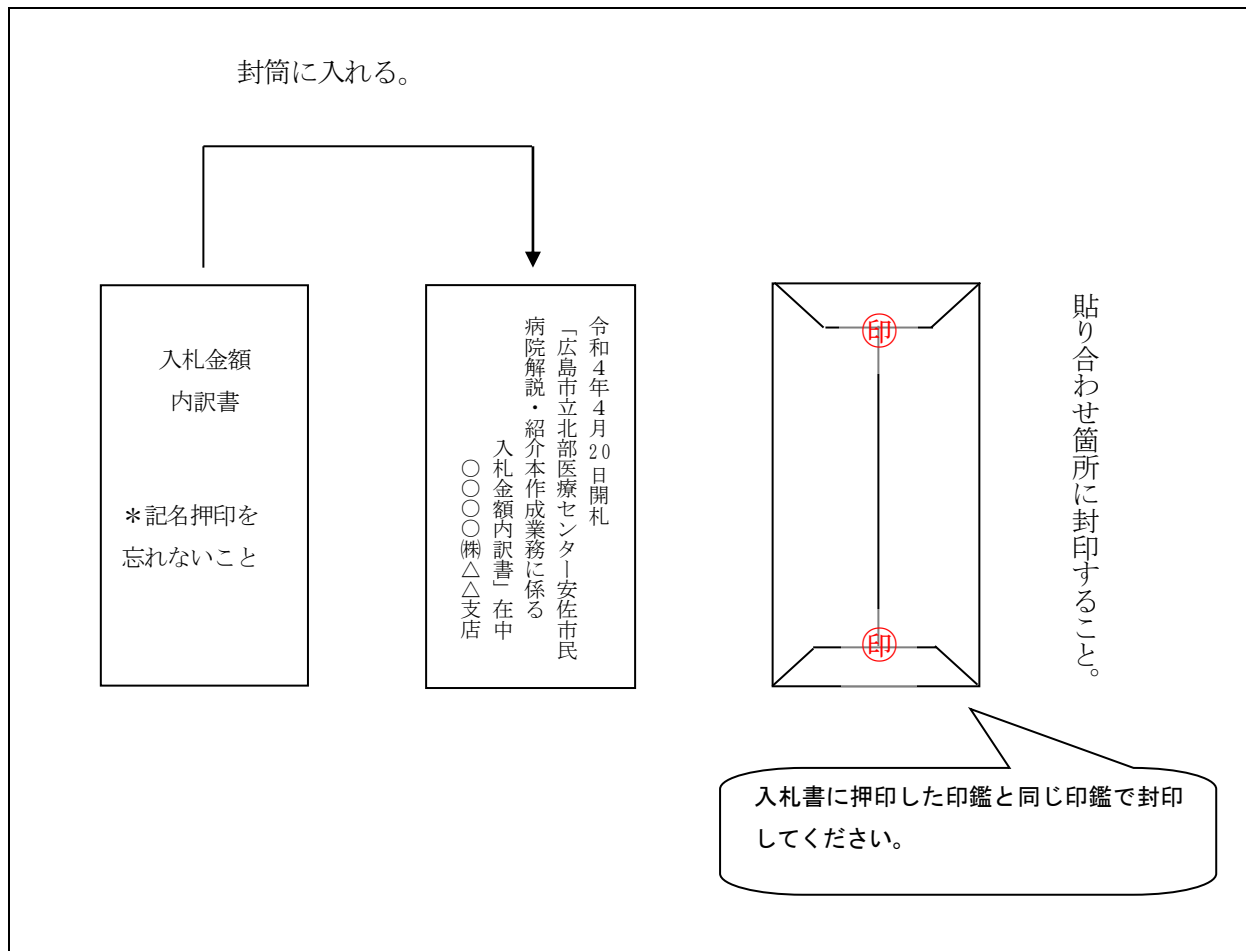 封筒に入れる。
入札金額
内訳書
＊記名押印を
忘れないこと
令和４年４月20日開札
「広島市立北部医療センター安佐市民
病院解説・紹介本作成業務に係る
入札金額内訳書」在中
〇〇〇〇㈱△△支店
印
印
貼り合わせ箇所に封印すること。
入札書に押印した印鑑と同じ印鑑で封印
してください。